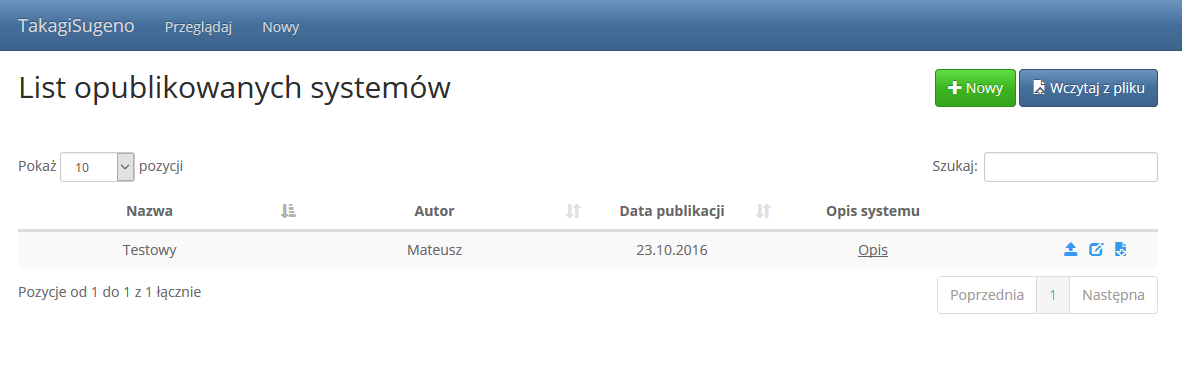 TakagiSugeno Przeglądaj Nowy
List opublikowanych systemów
Nowy Wczytaj z pliku
Pokaż 10 pozycji Szukaj:
Nazwa Autor Data publikacji Opis systemu
Testowy Mateusz 23.10.2016 Opis
Pozycje od 1 do 1 z 1 łącznie
Poprzednia 1 Następna